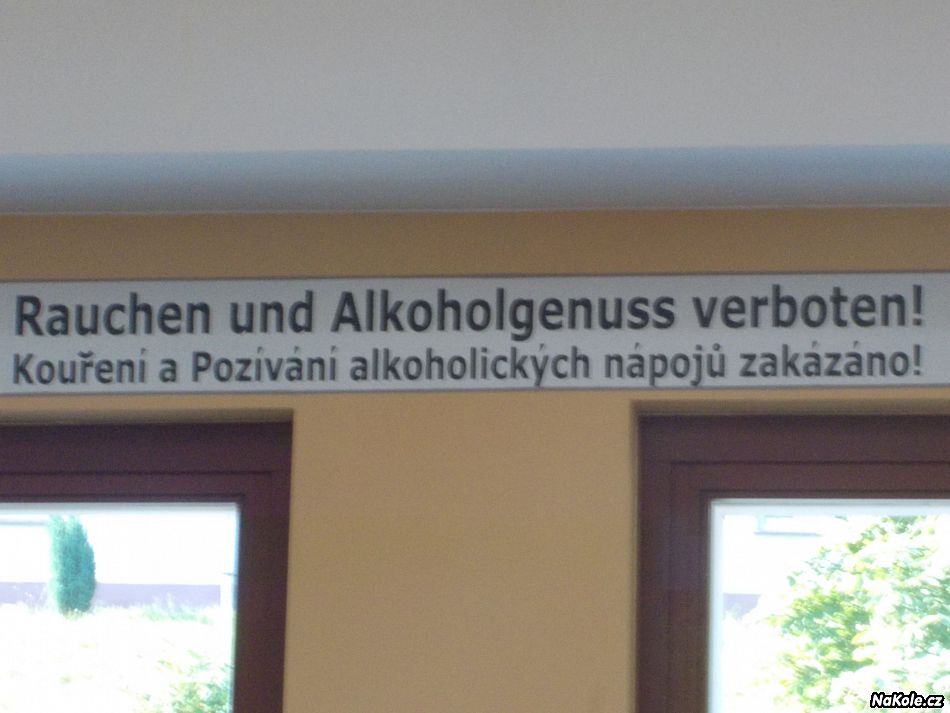 Rauchen und Alkoholgenuss verboten!
Kouření a Pozívání alkoholických nápojů zakázáno!
NaKole.cz